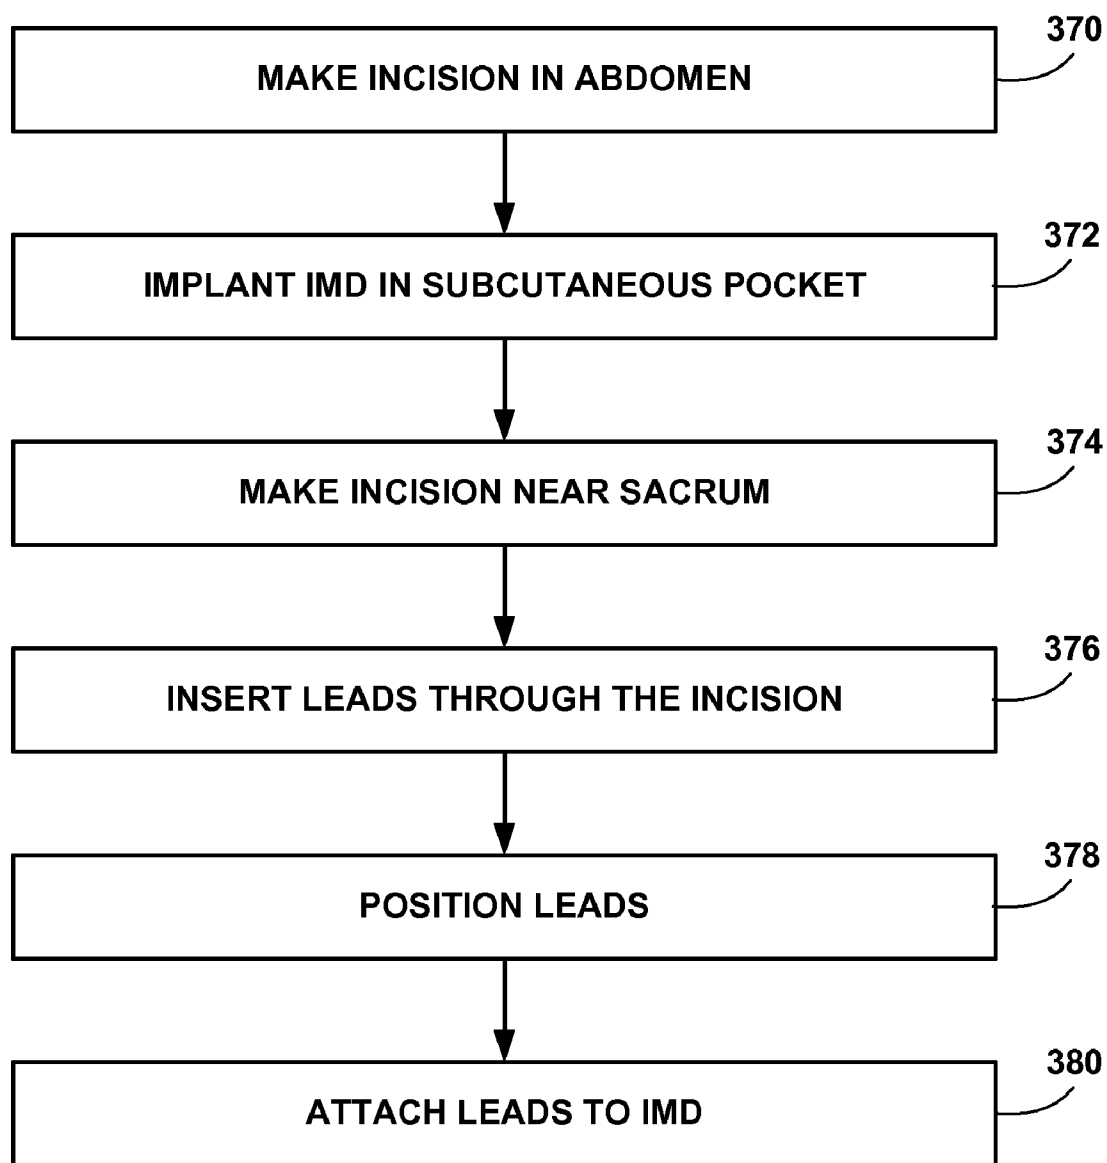 370
MAKE INCISION IN ABDOMEN
372
IMPLANT IMD IN SUBCUTANEOUS POCKET
374
MAKE INCISION NEAR SACRUM
376
INSERT LEADS THROUGH THE INCISION
378
POSITION LEADS
380
ATTACH LEADS TO IMD